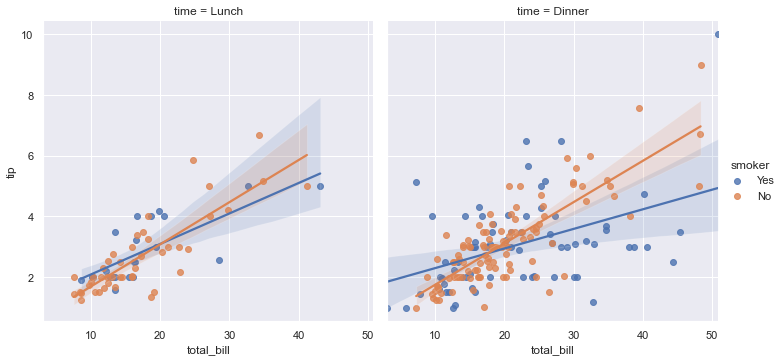 time = Lunch
time = Dinner
10
8
6
4
2
tip
10
20
30
40
50
10
20
30
40
50
total_bill
total_bill
smoker
Yes
No